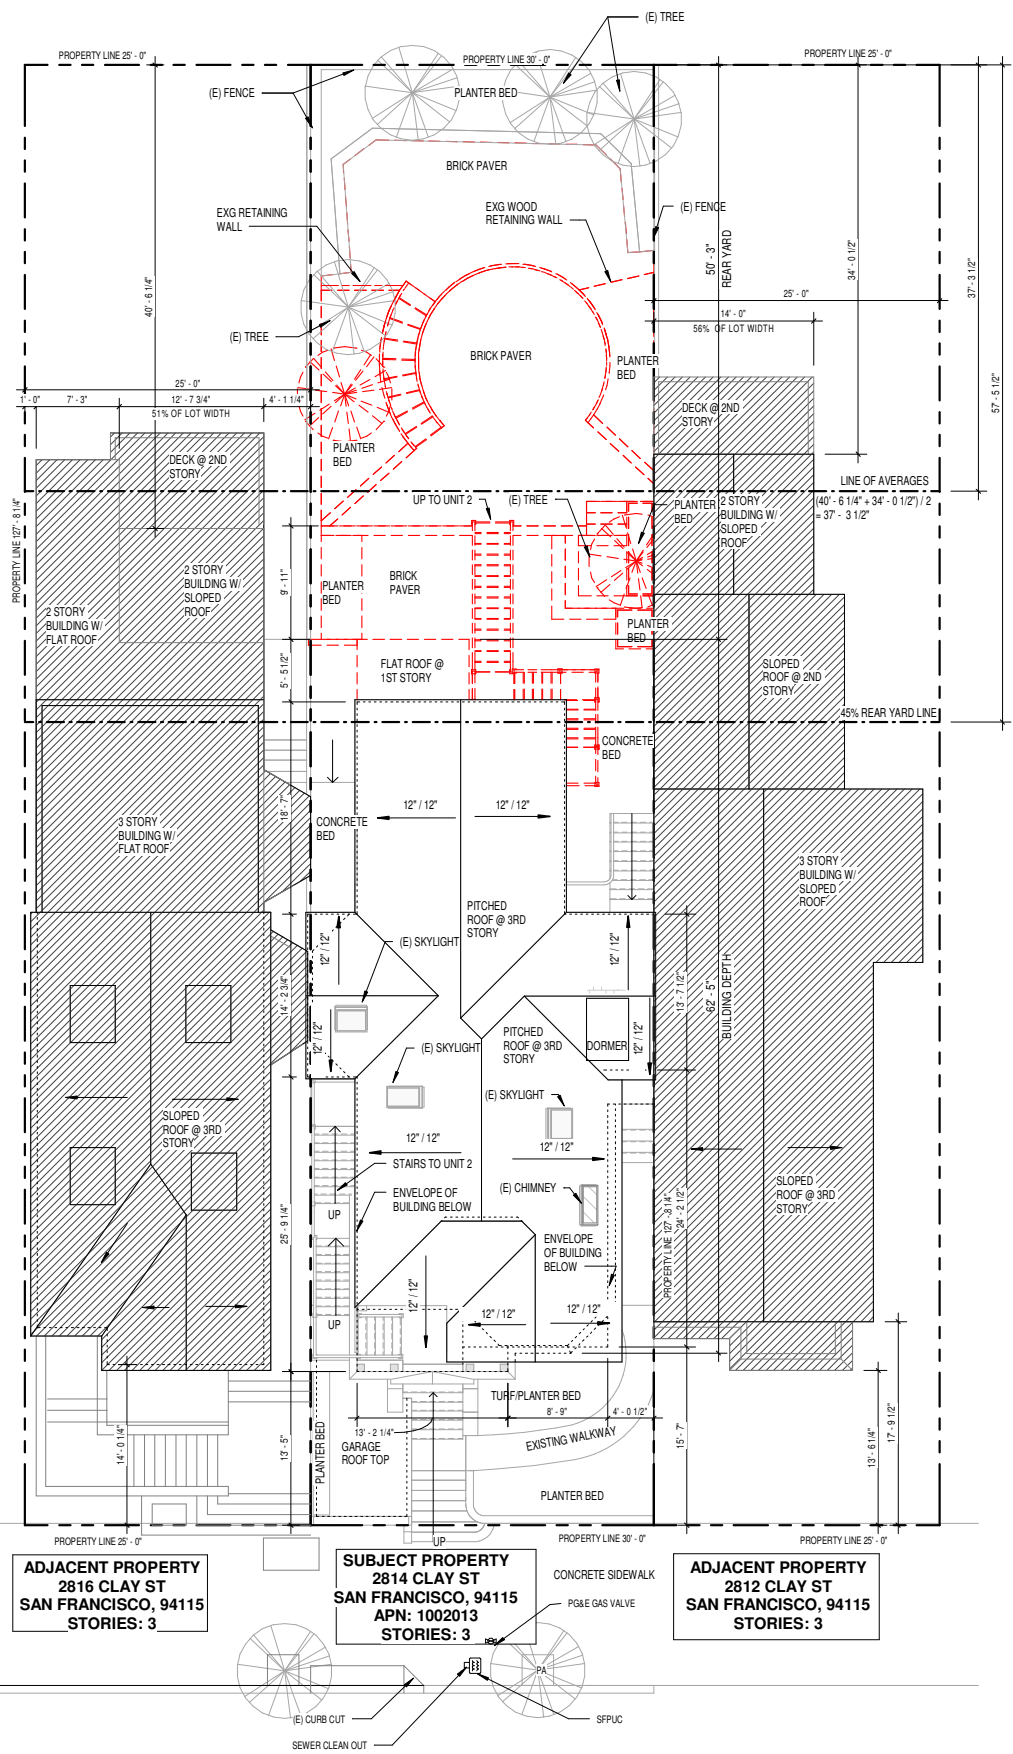 (E) TREE
PROPERTY LINE 25' - 0"
PROPERTY LINE 30' - 0"
PROPERTY LINE 25' - 0"
(E) FENCE
PLANTER BED
BRICK PAVER
EXG RETAINING
WALL
EXG WOOD
RETAINING WALL
(E) FENCE
50' - 3"
REAR YARD
34' - 0 1/2"
37' - 3 1/2"
40' - 6 1/4"
25' - 0"
14' - 0"
56% OF LOT WIDTH
(E) TREE
BRICK PAVER
PLANTER
BED
57' - 5 1/2"
25' - 0"
1' - 0"
7' - 3"
12' - 7 3/4"
4' - 1 1/4"
51% OF LOT WIDTH
DECK @ 2ND
STORY
PLANTER
BED
DECK @ 2ND
STORY
LINE OF AVERAGES
(40' - 6 1/4" + 34' - 0 1/2") / 2
= 37' - 3 1/2"
UP TO UNIT 2
(E) TREE
PLANTER
BED
2 STORY
BUILDING W/
SLOPED
ROOF
PROPERTY LINE 127' - 8 1/4"
9' - 11"
2 STORY
BUILDING W/
SLOPED
ROOF
2 STORY
BUILDING W/
FLAT ROOF
PLANTER
BED
BRICK
PAVER
PLANTER
BED
5' - 5 1/2"
FLAT ROOF @
1ST STORY
SLOPED
ROOF @ 2ND
STORY
45% REAR YARD LINE
CONCRETE
BED
12" / 12"
12" / 12"
18' - 7"
CONCRETE
BED
3 STORY
BUILDING W/
FLAT ROOF
3 STORY
BUILDING W/
SLOPED
ROOF
PITCHED
ROOF @ 3RD
STORY
12" / 12"
12" / 12"
(E) SKYLIGHT
14' - 2 3/4"
13' - 7 1/2"
62' - 5"
BUILDING DEPTH
12" / 12"
PITCHED
ROOF @ 3RD
STORY
DORMER
12" / 12"
(E) SKYLIGHT
(E) SKYLIGHT
SLOPED
ROOF @ 3RD
STORY
12" / 12"
12" / 12"
STAIRS TO UNIT 2
ENVELOPE OF
BUILDING BELOW
(E) CHIMNEY
SLOPED
ROOF @ 3RD
STORY
UP
25' - 9 1/4"
24' - 2 1/2"
PROPERTY LINE 127' - 8 1/4"
ENVELOPE
OF BUILDING
BELOW
12" / 12"
12" / 12"
12" / 12"
UP
TURF/PLANTER BED
8' - 9"
4' - 0 1/2"
13' - 2 1/4"
EXISTING WALKWAY
GARAGE
ROOF TOP
PLANTER BED
14' - 0 1/4"
13' - 5"
15' - 7"
13' - 6 1/4"
17' - 9 1/2"
PLANTER BED
UP
PROPERTY LINE 25' - 0"
PROPERTY LINE 30' - 0"
PROPERTY LINE 25' - 0"
ADJACENT PROPERTY
2816 CLAY ST
SAN FRANCISCO, 94115
STORIES: 3
SUBJECT PROPERTY
2814 CLAY ST
SAN FRANCISCO, 94115
APN: 1002013
STORIES: 3
CONCRETE SIDEWALK
PG&E GAS VALVE
ADJACENT PROPERTY
2812 CLAY ST
SAN FRANCISCO, 94115
STORIES: 3
PA
(E) CURB CUT
SFPUC
SEWER CLEAN OUT